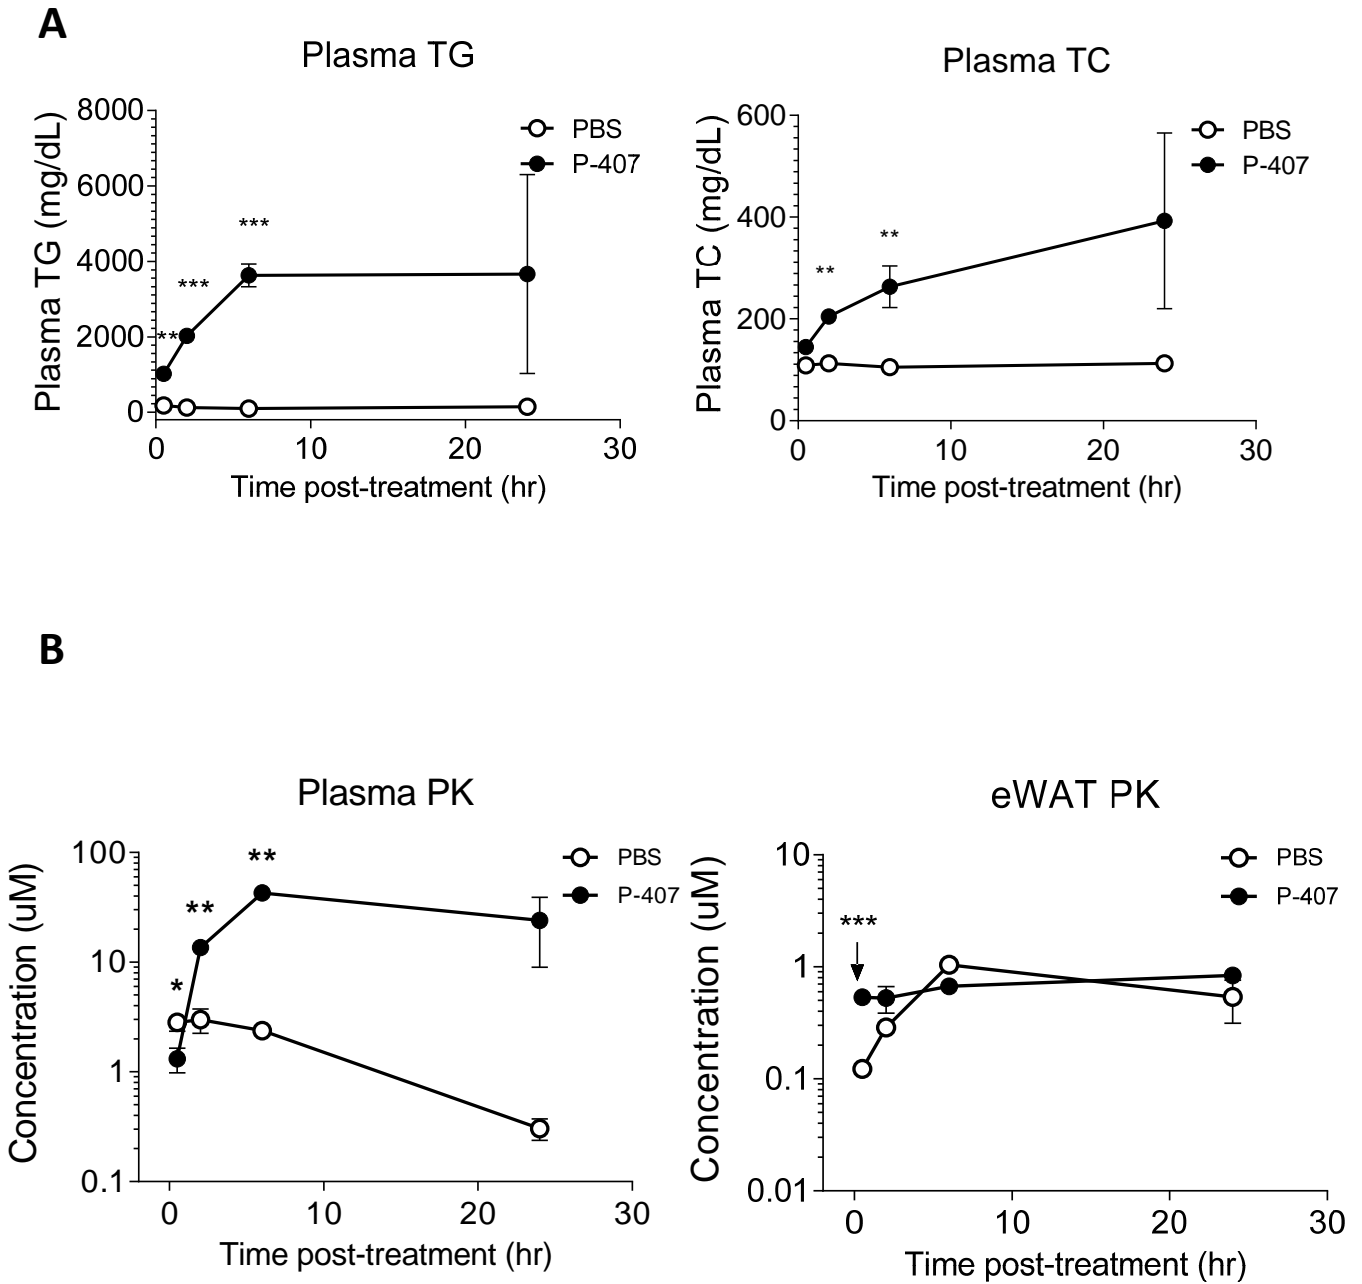 A
Plasma TG
Plasma TG (mg/dL)
8000
6000
4000
2000
0
**
***
***
PBS
P-407
0 10 20 30
Time post-treatment (hr)
Plasma TC
Plasma TC (mg/dL)
600
400
200
0
**
**
PBS
P-407
0 10 20 30
Time post-treatment (hr)
B
Plasma PK
Concentration (uM)
100
10
1
0.1
*
**
**
PBS
P-407
0 10 20 30
Time post-treatment (hr)
eWAT PK
Concentration (uM)
10
1
0.1
0.01
***
PBS
P-407
0 10 20 30
Time post-treatment (hr)